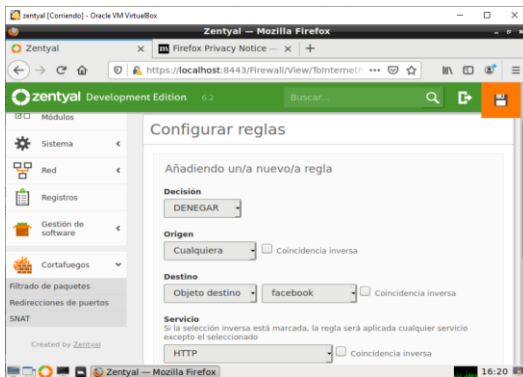 zentyal [Corriendo] - Oracle VM VirtualBox
Zentyal — Mozilla Firefox
Zentyal
Firefox Privacy Notice —
https://localhost:8443/Firewall/View/ToInternetR
zentyal Development Edition 6.2
Buscar...
Módulos
Sistema
Red
Registros
Gestión de
software
Cortafuegos
Filtrado de paquetes
Redirecciones de puertos
SNAT
Created by Zentyal
Configurar reglas
Añadiendo un/a nuevo/a regla
Decisión
DENEGAR
Origen
Cualquiera
Coincidencia inversa
Destino
Objeto destino
facebook
Coincidencia inversa
Servicio
Si la selección inversa está marcada, la regla será aplicada cualquier servicio
excepto el seleccionado
HTTP
Coincidencia inversa
Zentyal — Mozilla Firefox
16:20